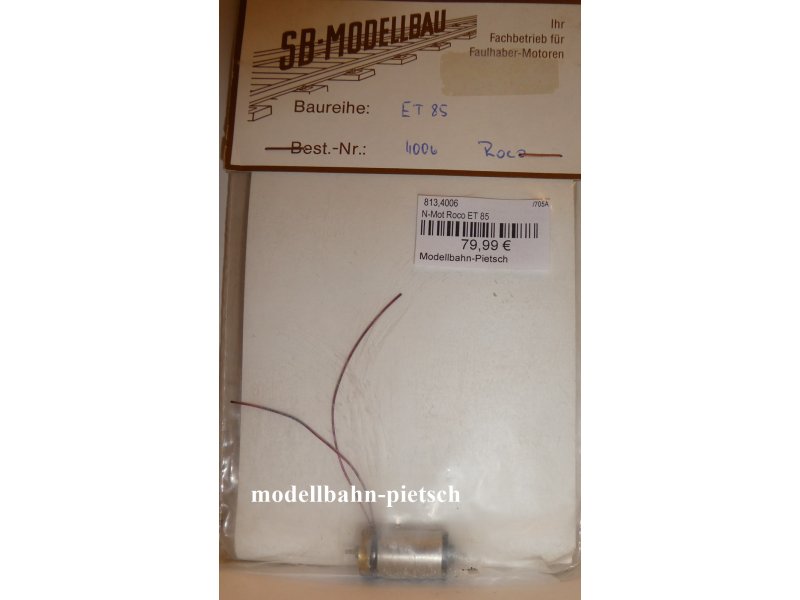 SB-MODELLBAU
Ihr
Fachbetrieb für
Faulhaber-Motoren
Baureihe: ET 85
Best.-Nr.: 4006 Roco
813,4006 /705A
N-Mot Roco ET 85
79,99 €
Modellbahn-Pietsch
modellbahn-pietsch